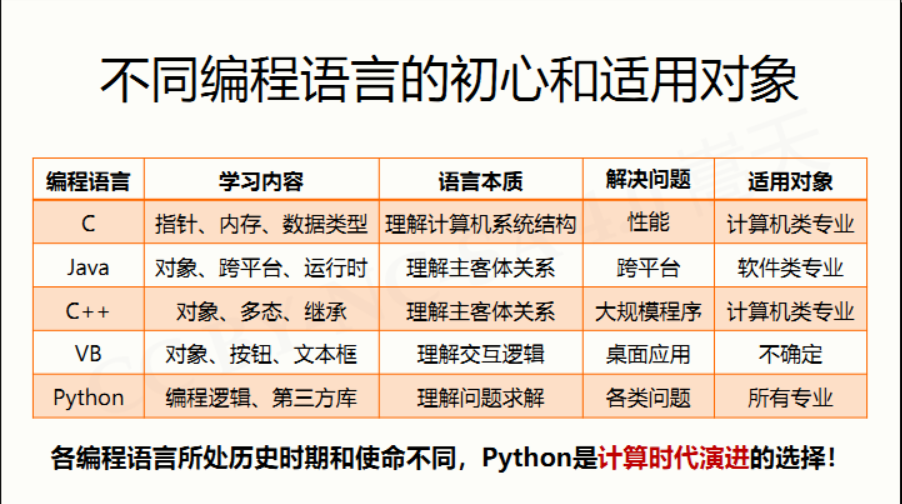 不同编程语言的初心和适用对象
编程语言 学习内容 语言本质 解决问题 适用对象
C 指针、内存、数据类型 理解计算机系统结构 性能 计算机类专业
Java 对象、跨平台、运行时 理解主客体关系 跨平台 软件类专业
C++ 对象、多态、继承 理解主客体关系 大规模程序 计算机类专业
VB 对象、按钮、文本框 理解交互逻辑 桌面应用 不确定
Python 编程逻辑、第三方库 理解问题求解 各类问题 所有专业
各编程语言所处历史时期和使命不同，Python是计算时代演进的选择！